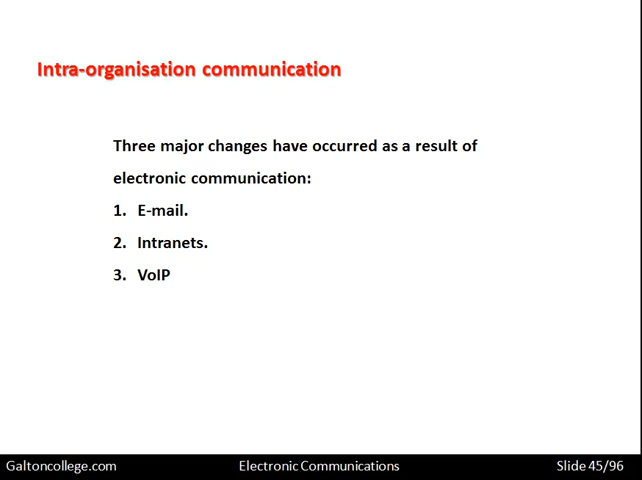 Intra-organisation communication
Three major changes have occurred as a result of
electronic communication:
1. E-mail.
2. Intranets.
3. VoIP
Galtoncollege.com Electronic Communications Slide 45/96